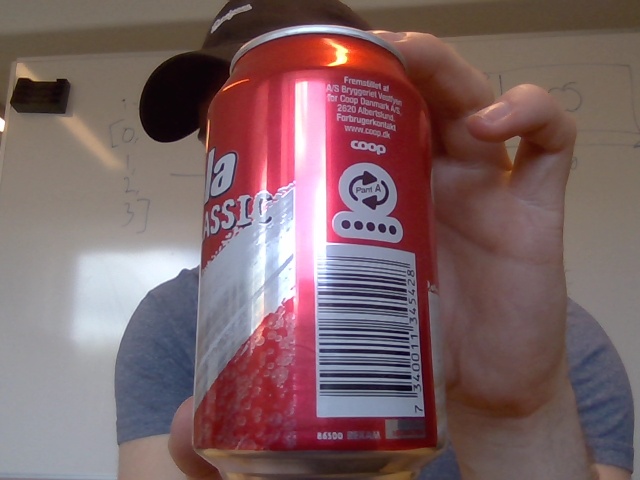 Fremstillet af
A/S Bryggeriet Vestfyen
for Coop Danmark A/S,
2620 Albertslund.
Forbrugerkontakt
www.coop.dk
coop
la
ASSIC
Pant A
7 340011 345428